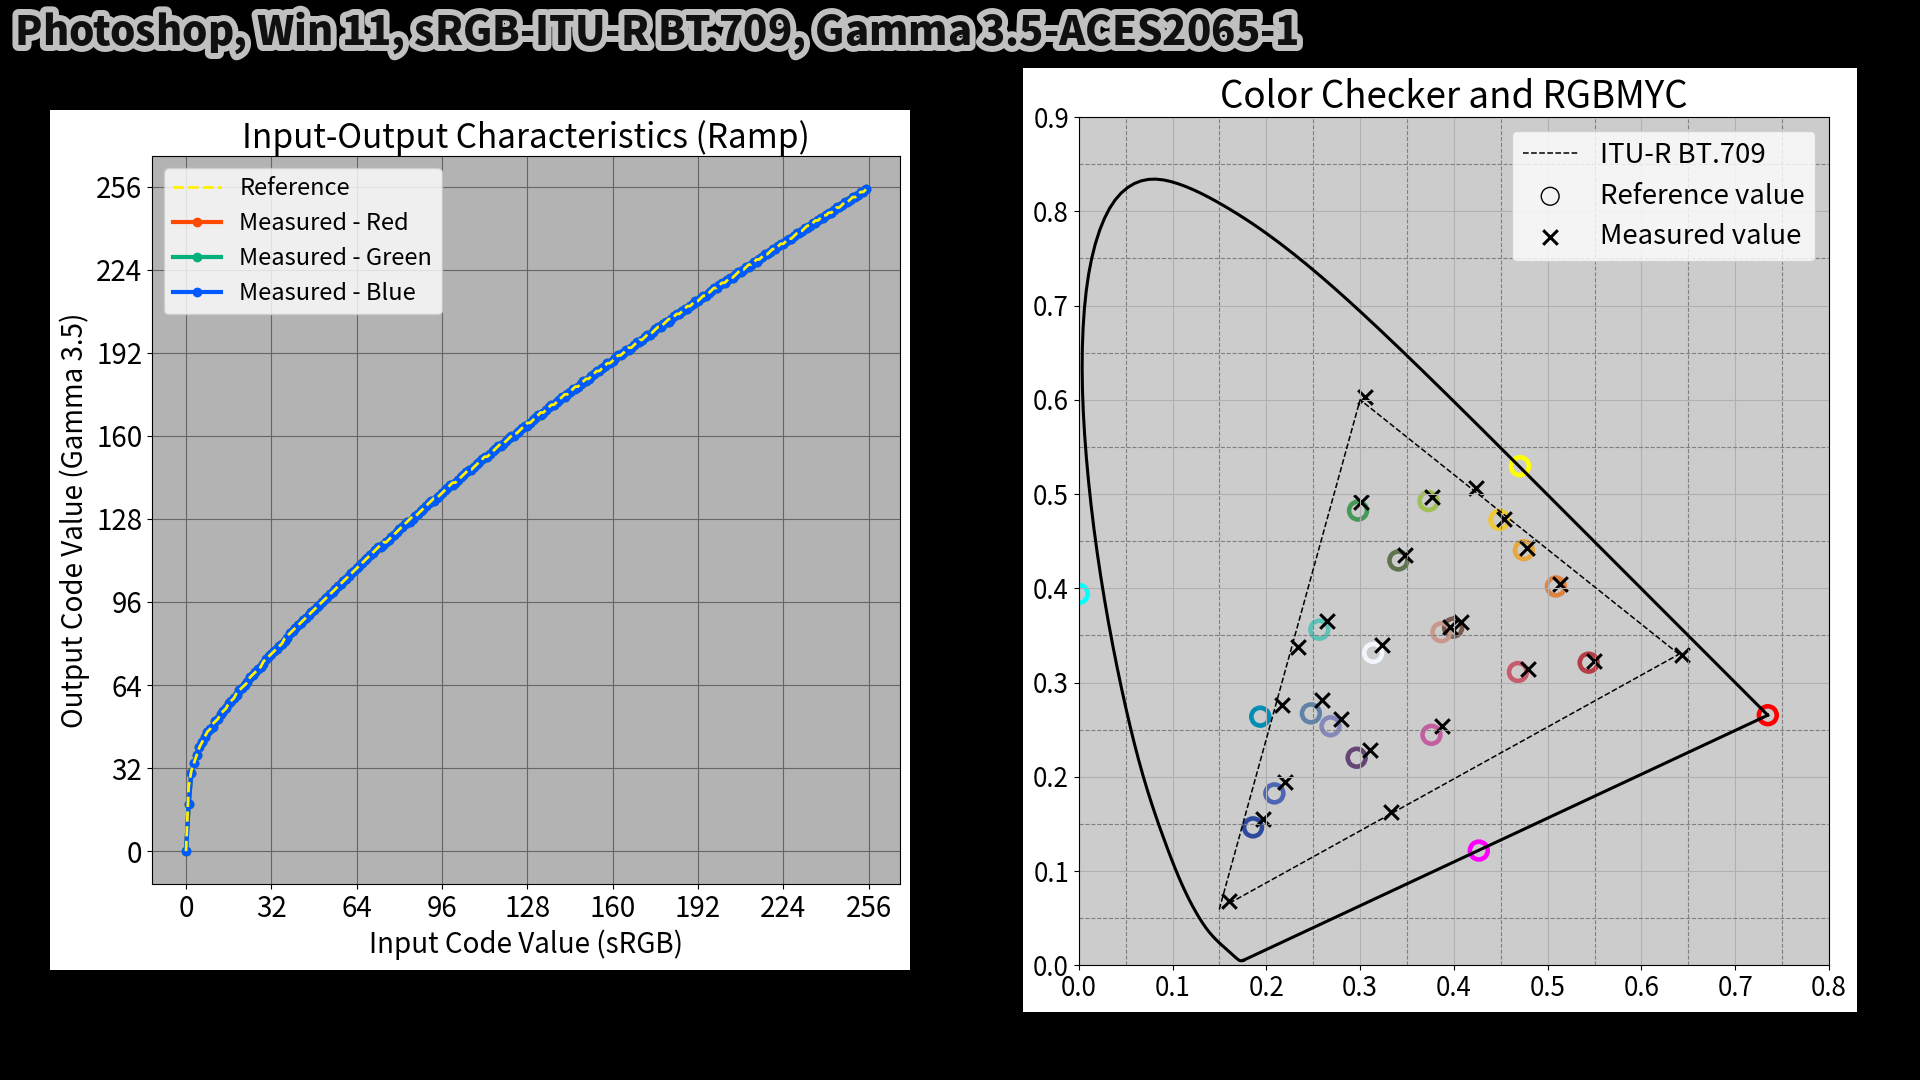 Photoshop, Win 11, sRGB-ITU-R BT.709, Gamma 3.5-ACES2065-1
Input-Output Characteristics (Ramp)
Reference
Measured - Red
Measured - Green
Measured - Blue
256
224
192
160
128
96
64
32
0
Output Code Value (Gamma 3.5)
0 32 64 96 128 160 192 224 256
Input Code Value (sRGB)
Color Checker and RGBMYC
ITU-R BT.709
Reference value
Measured value
0.9
0.8
0.7
0.6
0.5
0.4
0.3
0.2
0.1
0.0
0.0 0.1 0.2 0.3 0.4 0.5 0.6 0.7 0.8